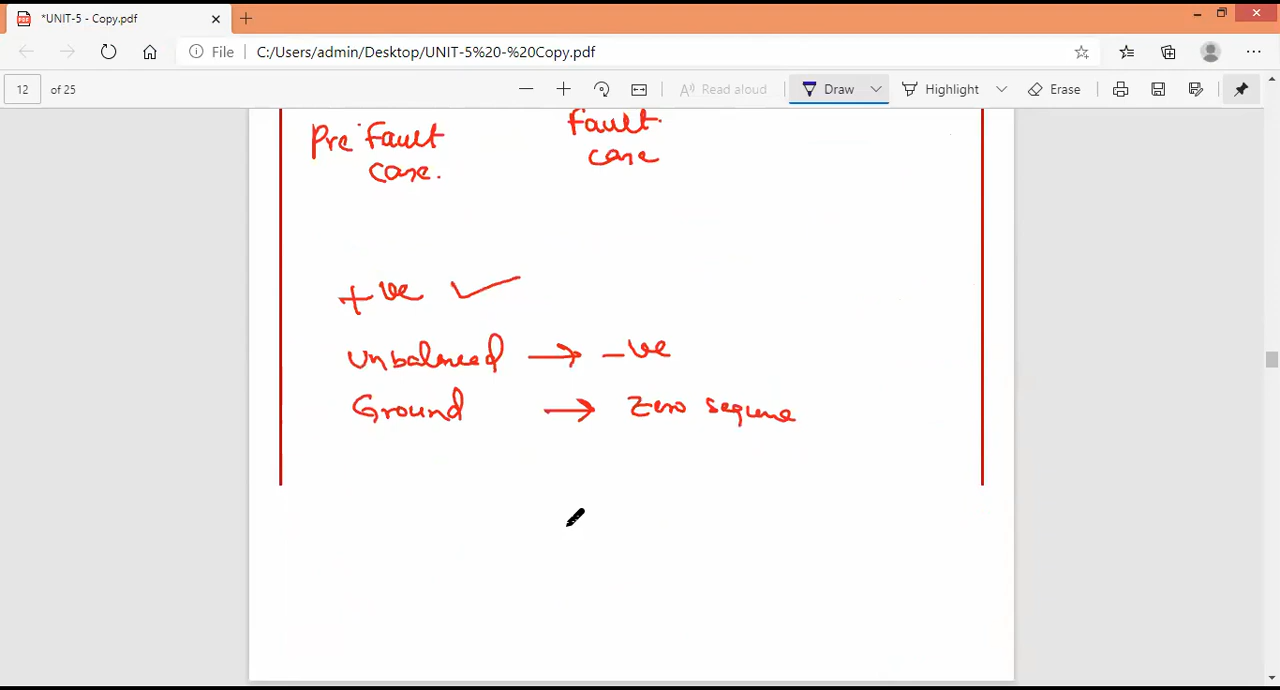 *UNIT-5 - Copy.pdf
File C:/Users/admin/Desktop/UNIT-5%20-%20Copy.pdf
12 of 25 Read aloud Draw Highlight Erase
Pre Fault case.
fault. case
+ve
Unbalanced → -ve
Ground → Zero sequence